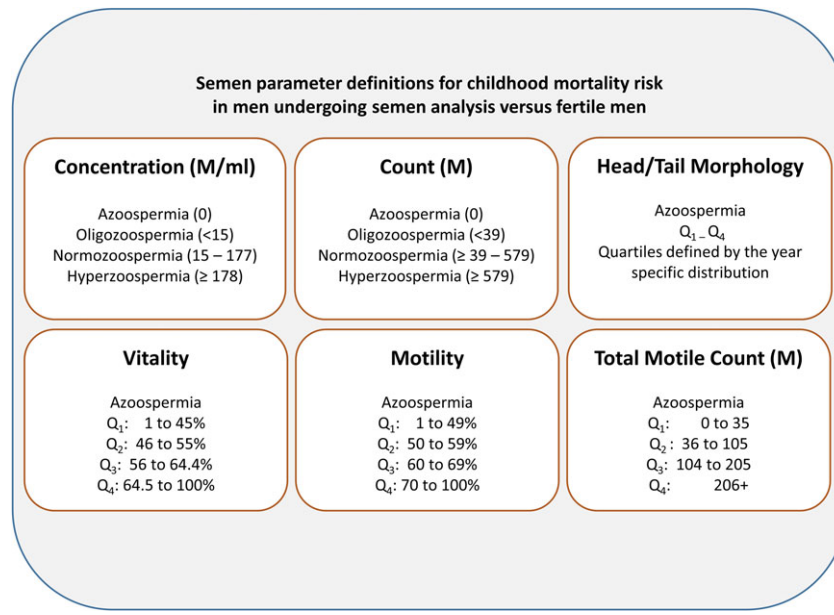 Semen parameter definitions for childhood mortality risk
in men undergoing semen analysis versus fertile men
Concentration (M/ml)
Azoospermia (0)
Oligozoospermia (<15)
Normozoospermia (15 – 177)
Hyperzoospermia (≥ 178)
Count (M)
Azoospermia (0)
Oligozoospermia (<39)
Normozoospermia (≥ 39 – 579)
Hyperzoospermia (≥ 579)
Head/Tail Morphology
Azoospermia
Q₁ – Q₄
Quartiles defined by the year
specific distribution
Vitality
Azoospermia
Q₁: 1 to 45%
Q₂: 46 to 55%
Q₃: 56 to 64.4%
Q₄: 64.5 to 100%
Motility
Azoospermia
Q₁: 1 to 49%
Q₂: 50 to 59%
Q₃: 60 to 69%
Q₄: 70 to 100%
Total Motile Count (M)
Azoospermia
Q₁: 0 to 35
Q₂ : 36 to 105
Q₃: 104 to 205
Q₄: 206+